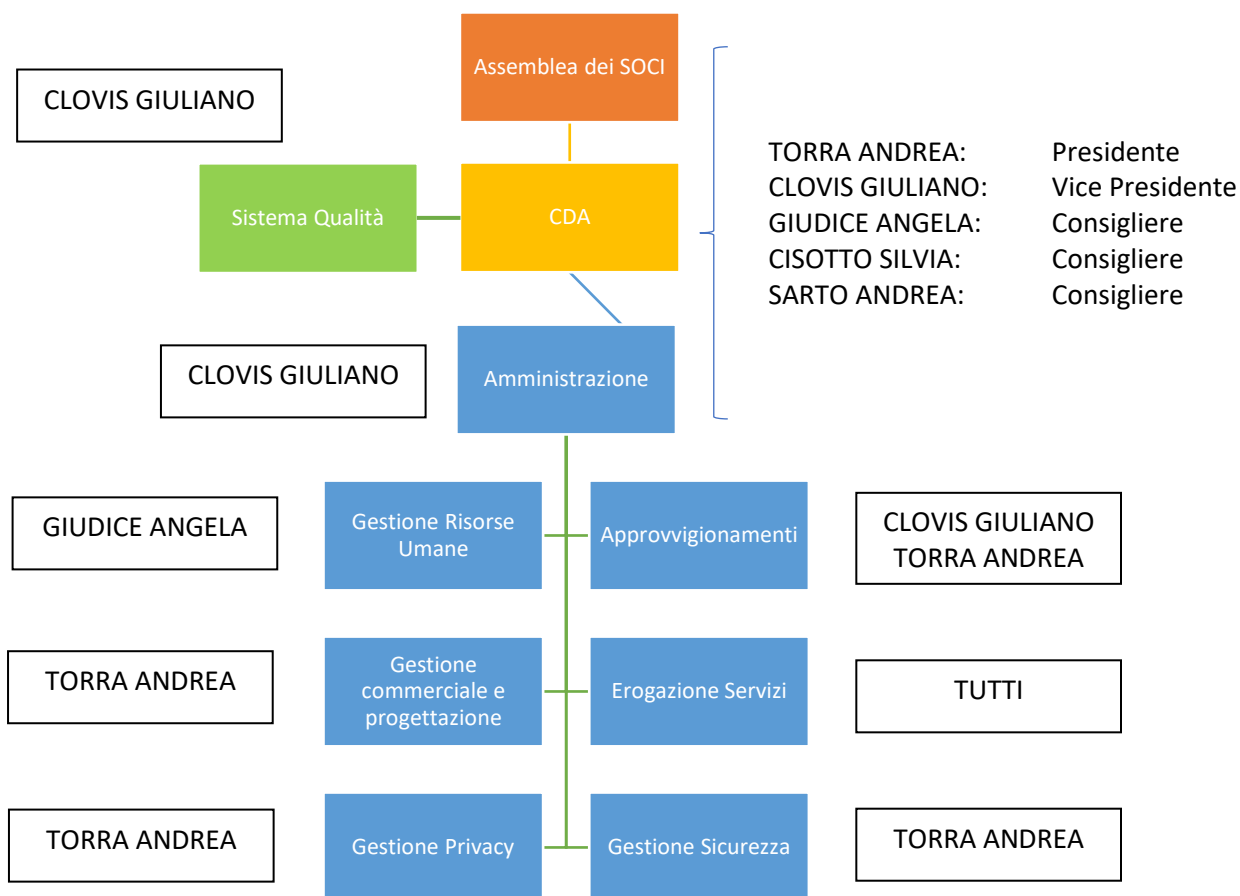 Assemblea dei SOCI
CLOVIS GIULIANO
TORRA ANDREA: Presidente
CLOVIS GIULIANO: Vice Presidente
GIUDICE ANGELA: Consigliere
CISOTTO SILVIA: Consigliere
SARTO ANDREA: Consigliere
Sistema Qualità
CDA
CLOVIS GIULIANO
Amministrazione
GIUDICE ANGELA
Gestione Risorse
Umane
Approvvigionamenti
CLOVIS GIULIANO
TORRA ANDREA
TORRA ANDREA
Gestione
commerciale e
progettazione
Erogazione Servizi
TUTTI
TORRA ANDREA
Gestione Privacy
Gestione Sicurezza
TORRA ANDREA